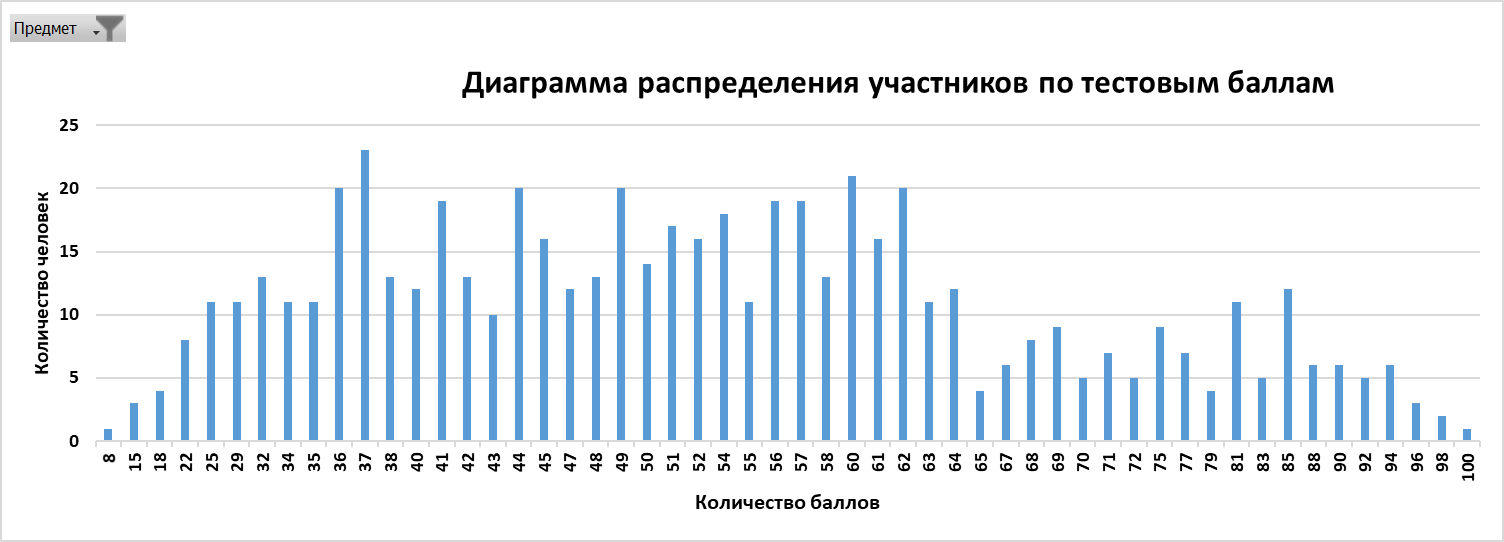 Предмет
Диаграмма распределения участников по тестовым баллам
Количество человек
25
20
15
10
5
0
8 15 18 22 25 29 32 34 35 36 37 38 40 41 42 43 44 45 47 48 49 50 51 52 54 55 56 57 58 60 61 62 63 64 65 67 68 69 70 71 72 75 77 79 81 83 85 88 90 92 94 96 98 100
Количество баллов